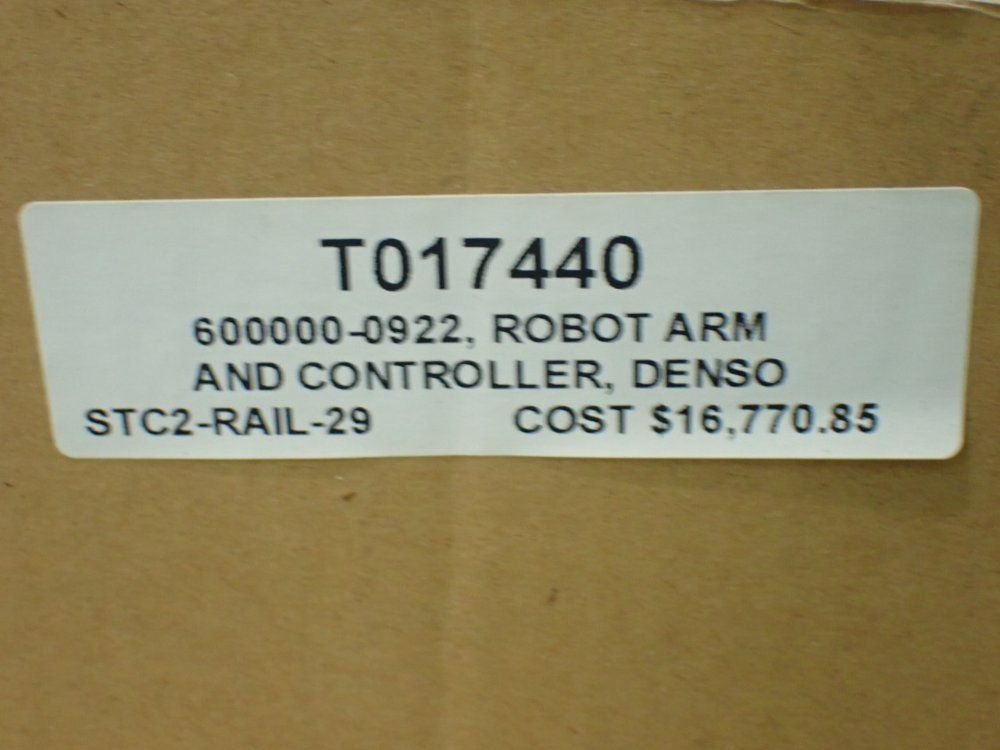 T017440
600000-0922, ROBOT ARM
AND CONTROLLER, DENSO
STC2-RAIL-29 COST $16,770.85